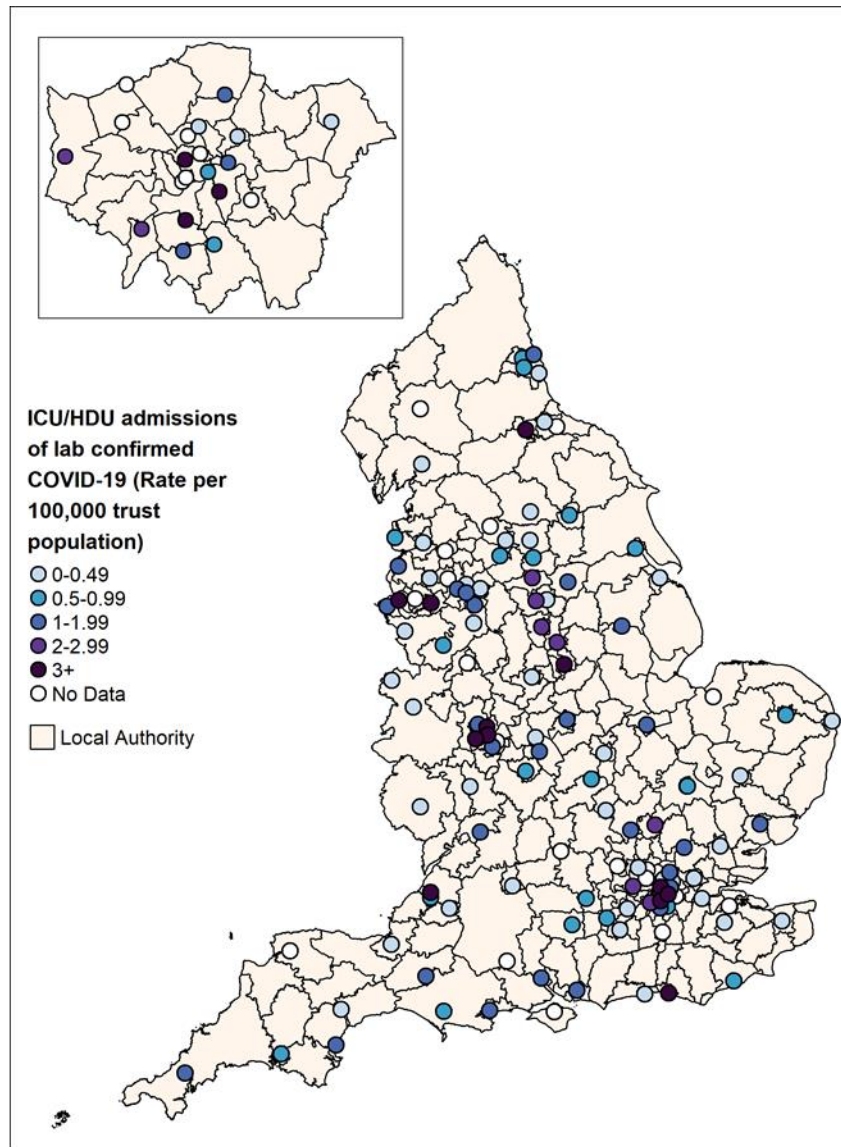 ICU/HDU admissions
of lab confirmed
COVID-19 (Rate per
100,000 trust
population)
0-0.49
0.5-0.99
1-1.99
2-2.99
3+
No Data
Local Authority